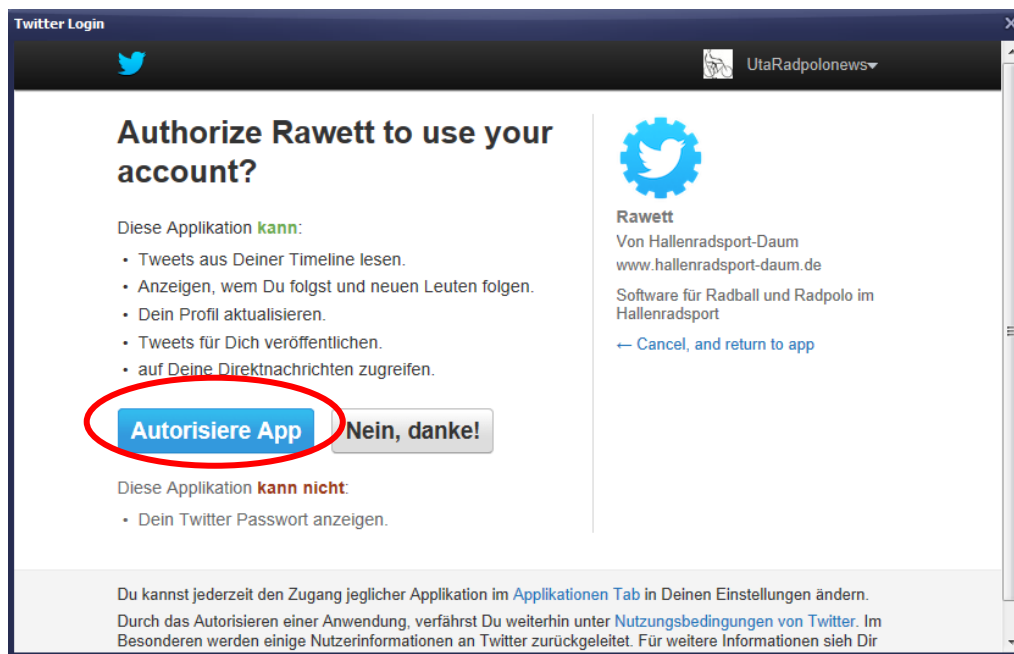 Twitter Login
UtaRadpolonews
Authorize Rawett to use your
account?
Diese Applikation kann:
• Tweets aus Deiner Timeline lesen.
• Anzeigen, wem Du folgst und neuen Leuten folgen.
• Dein Profil aktualisieren.
• Tweets für Dich veröffentlichen.
• auf Deine Direktnachrichten zugreifen.
Autorisiere App
Nein, danke!
Diese Applikation kann nicht:
• Dein Twitter Passwort anzeigen.
Rawett
Von Hallenradsport-Daum
www.hallenradsport-daum.de
Software für Radball und Radpolo im
Hallenradsport
← Cancel, and return to app
Du kannst jederzeit den Zugang jeglicher Applikation im Applikationen Tab in Deinen Einstellungen ändern.
Durch das Autorisieren einer Anwendung, verfährst Du weiterhin unter Nutzungsbedingungen von Twitter. Im
Besonderen werden einige Nutzerinformationen an Twitter zurückgeleitet. Für weitere Informationen sieh Dir